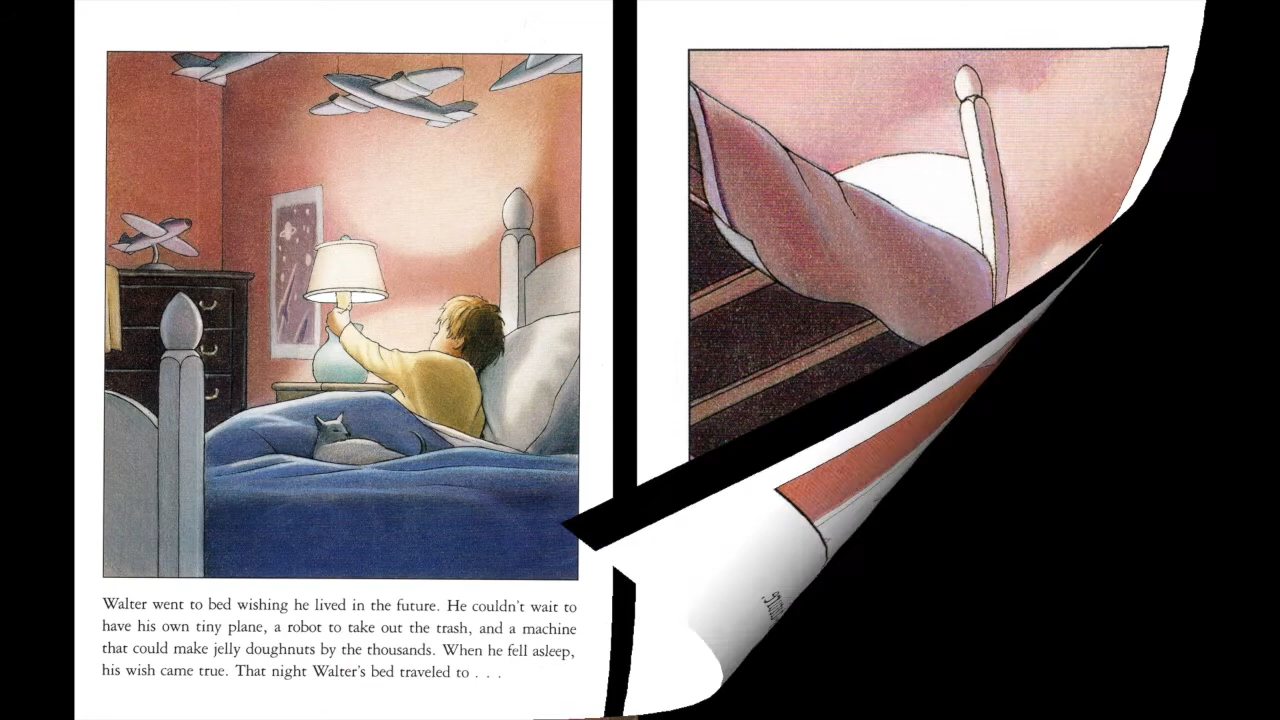 Walter went to bed wishing he lived in the future. He couldn't wait to
have his own tiny plane, a robot to take out the trash, and a machine
that could make jelly doughnuts by the thousands. When he fell asleep,
his wish came true. That night Walter's bed traveled to . . .